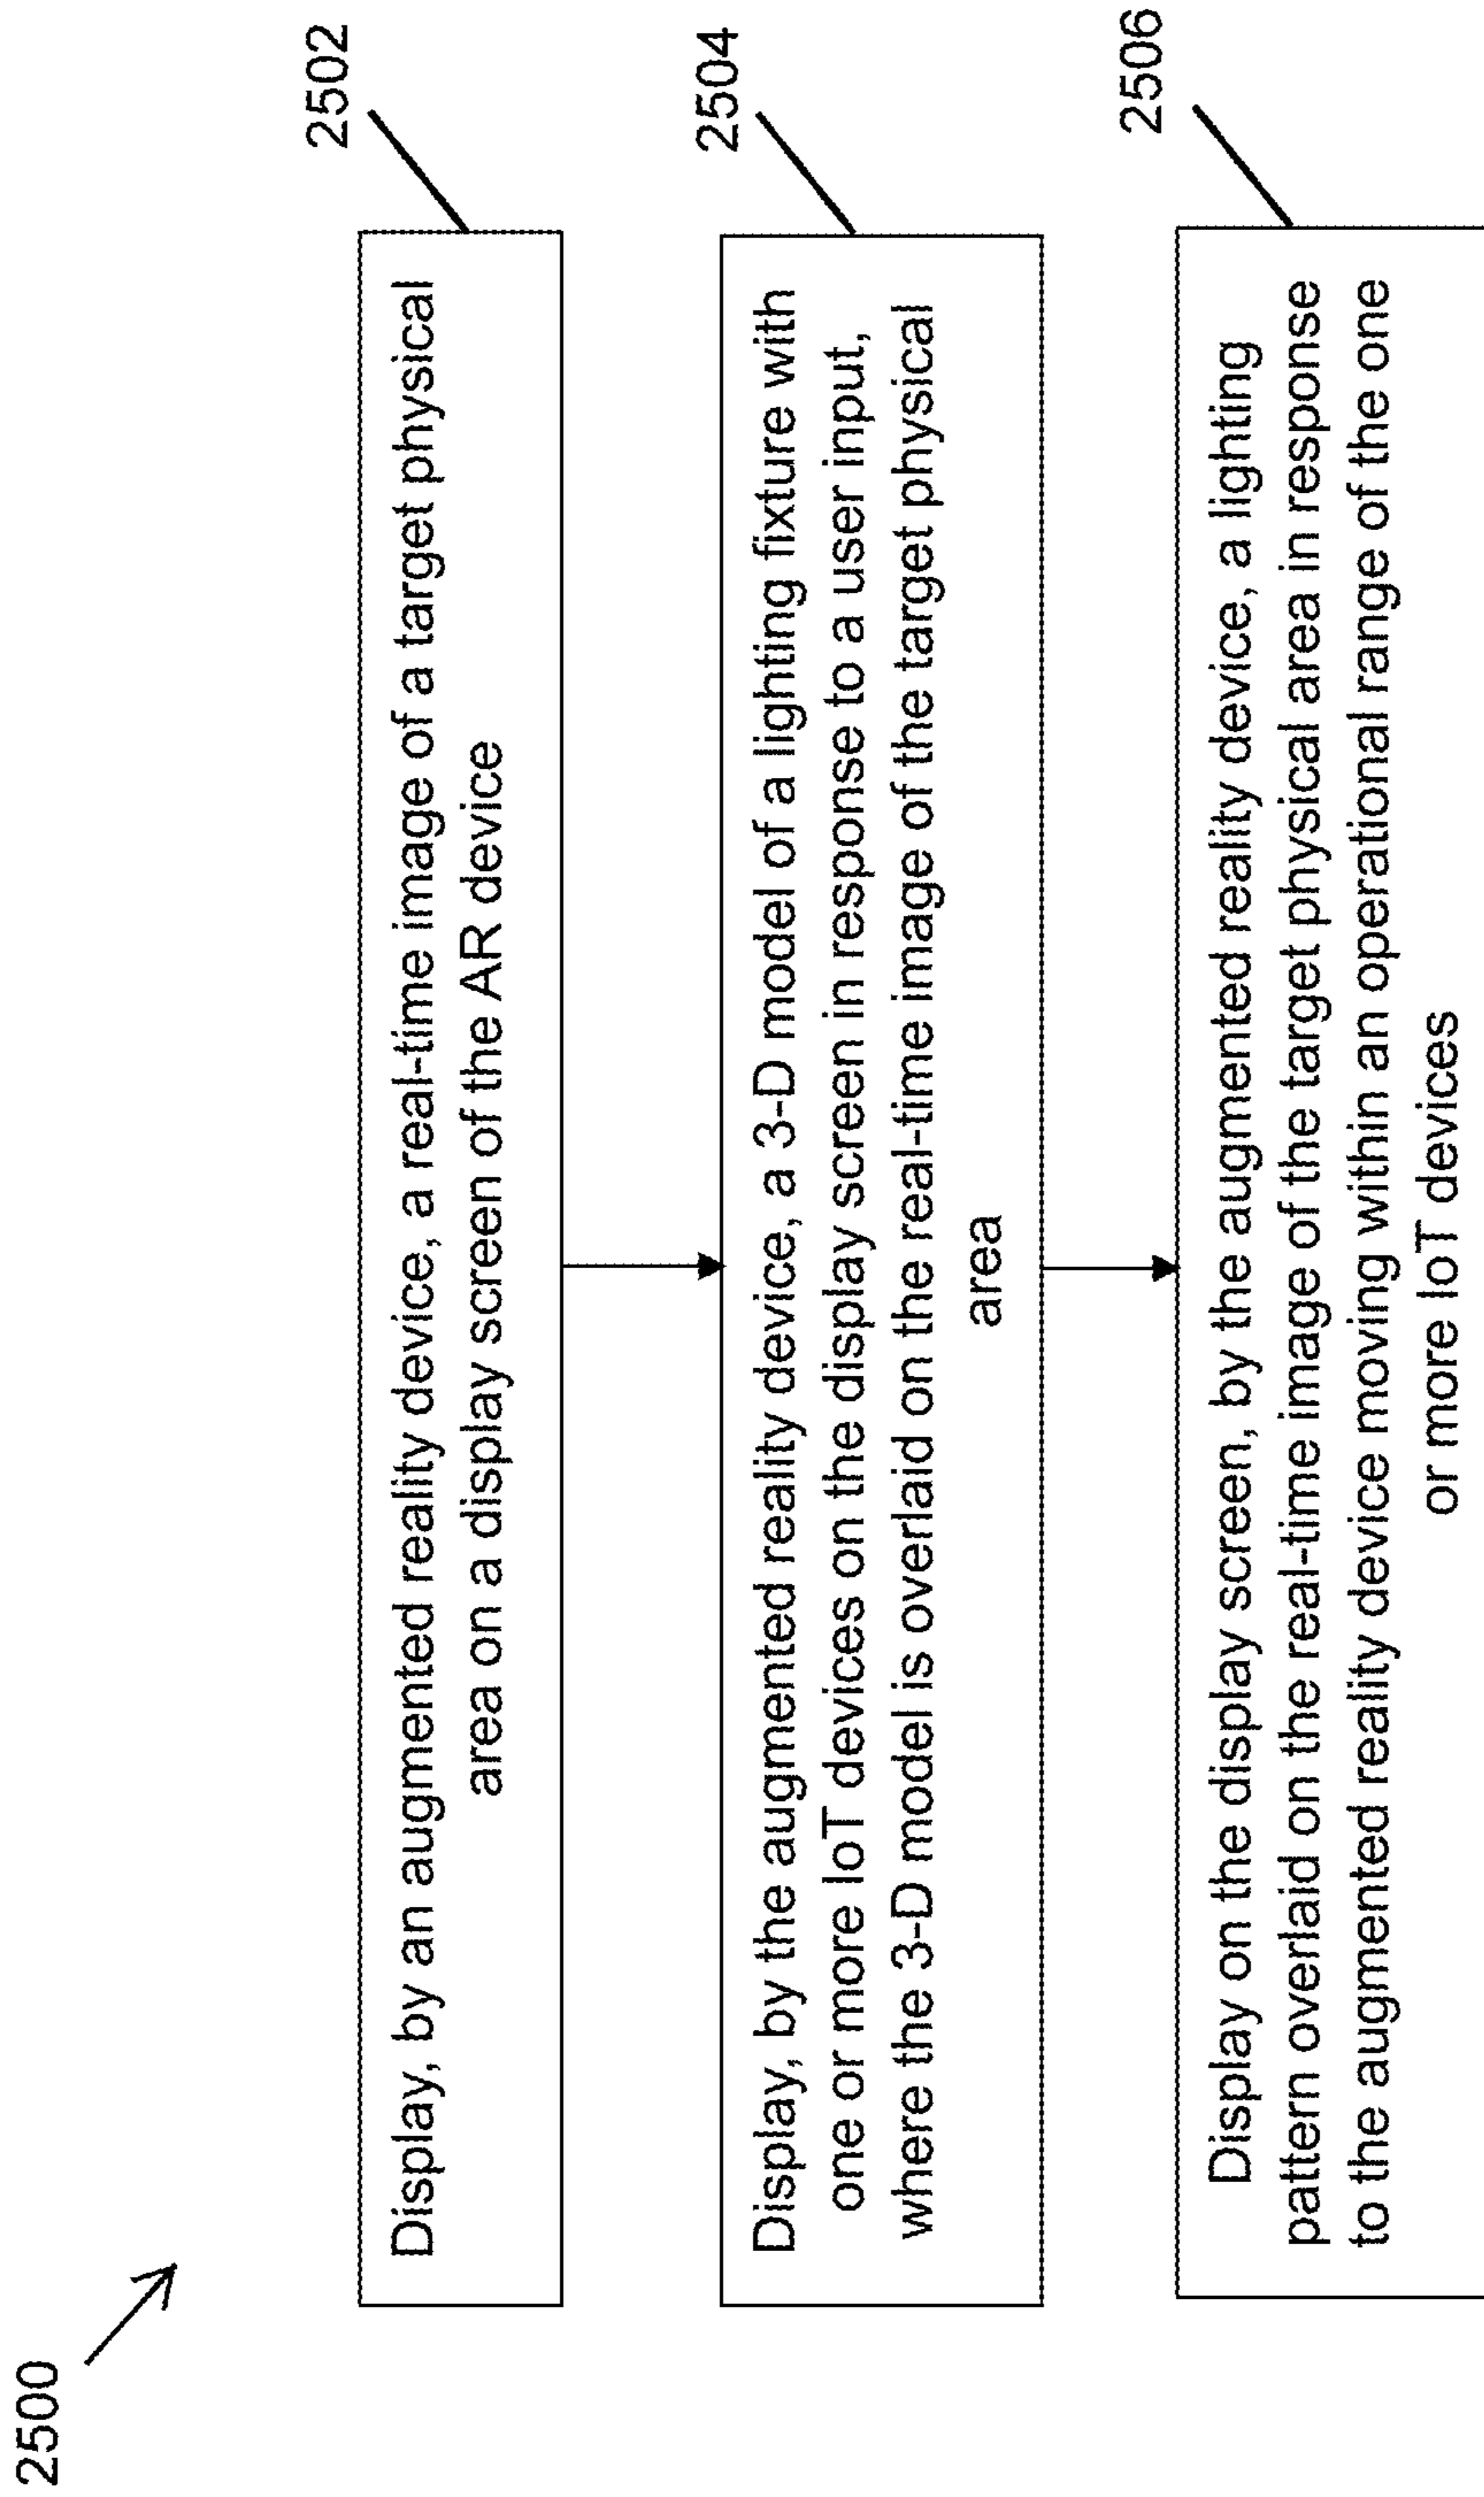 2500
2502
Display, by an augmented reality device, a real-time image of a target physical
area on a display screen of the AR device
2504
Display, by the augmented reality device, a 3-D model of a lighting fixture with
one or more IoT devices on the display screen in response to a user input,
where the 3-D model is overlaid on the real-time image of the target physical
area
2506
Display on the display screen, by the augmented reality device, a lighting
pattern overlaid on the real-time image of the target physical area in response
to the augmented reality device moving within an operational range of the one
or more IoT devices